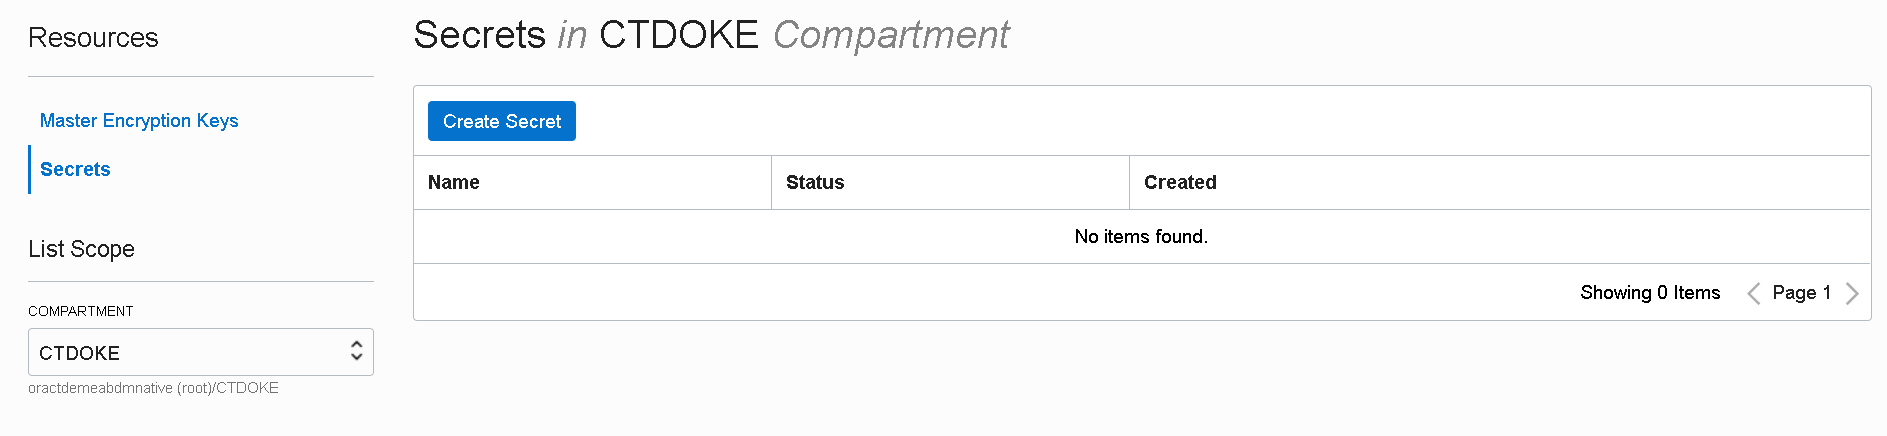 Resources
Master Encryption Keys
Secrets
List Scope
COMPARTMENT
CTDOKE
oractdemeabdmnative (root)/CTDOKE
Secrets in CTDOKE Compartment
Create Secret
Name Status Created
No items found.
Showing 0 Items Page 1